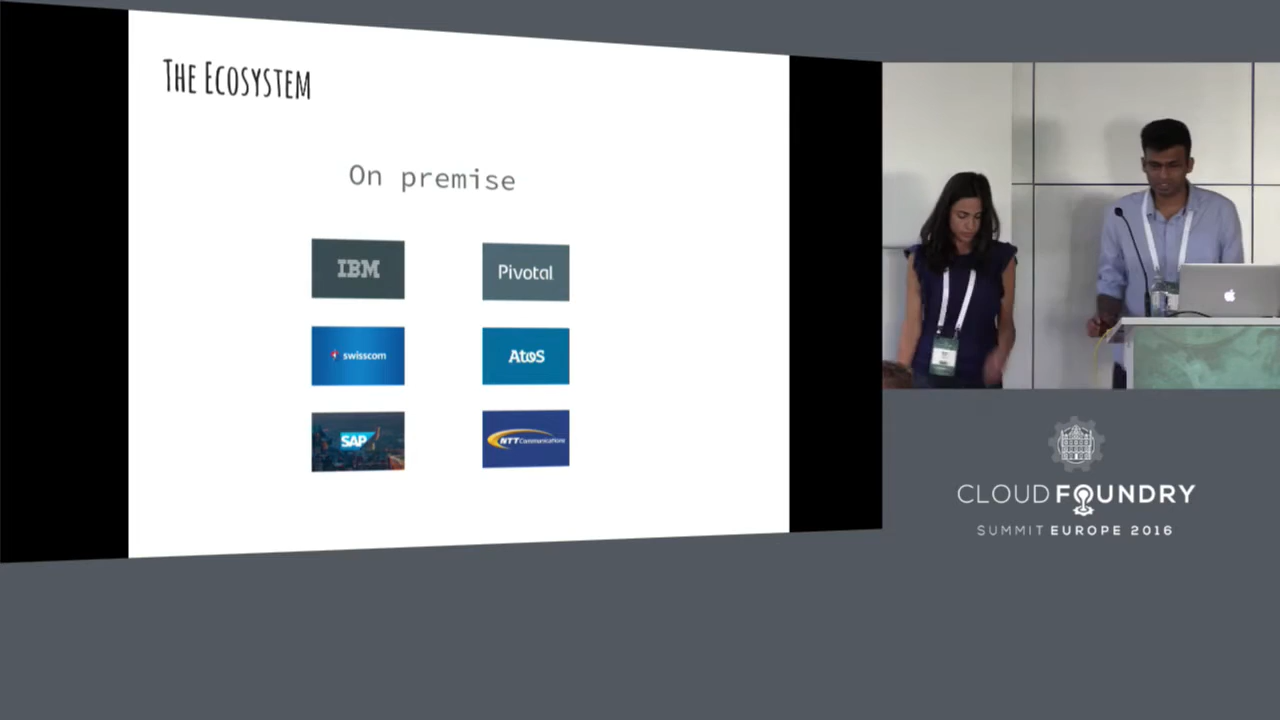 The Ecosystem
On premise
IBM
Pivotal
swisscom
Atos
SAP
NTT Communications
CLOUD FOUNDRY
SUMMIT EUROPE 2016